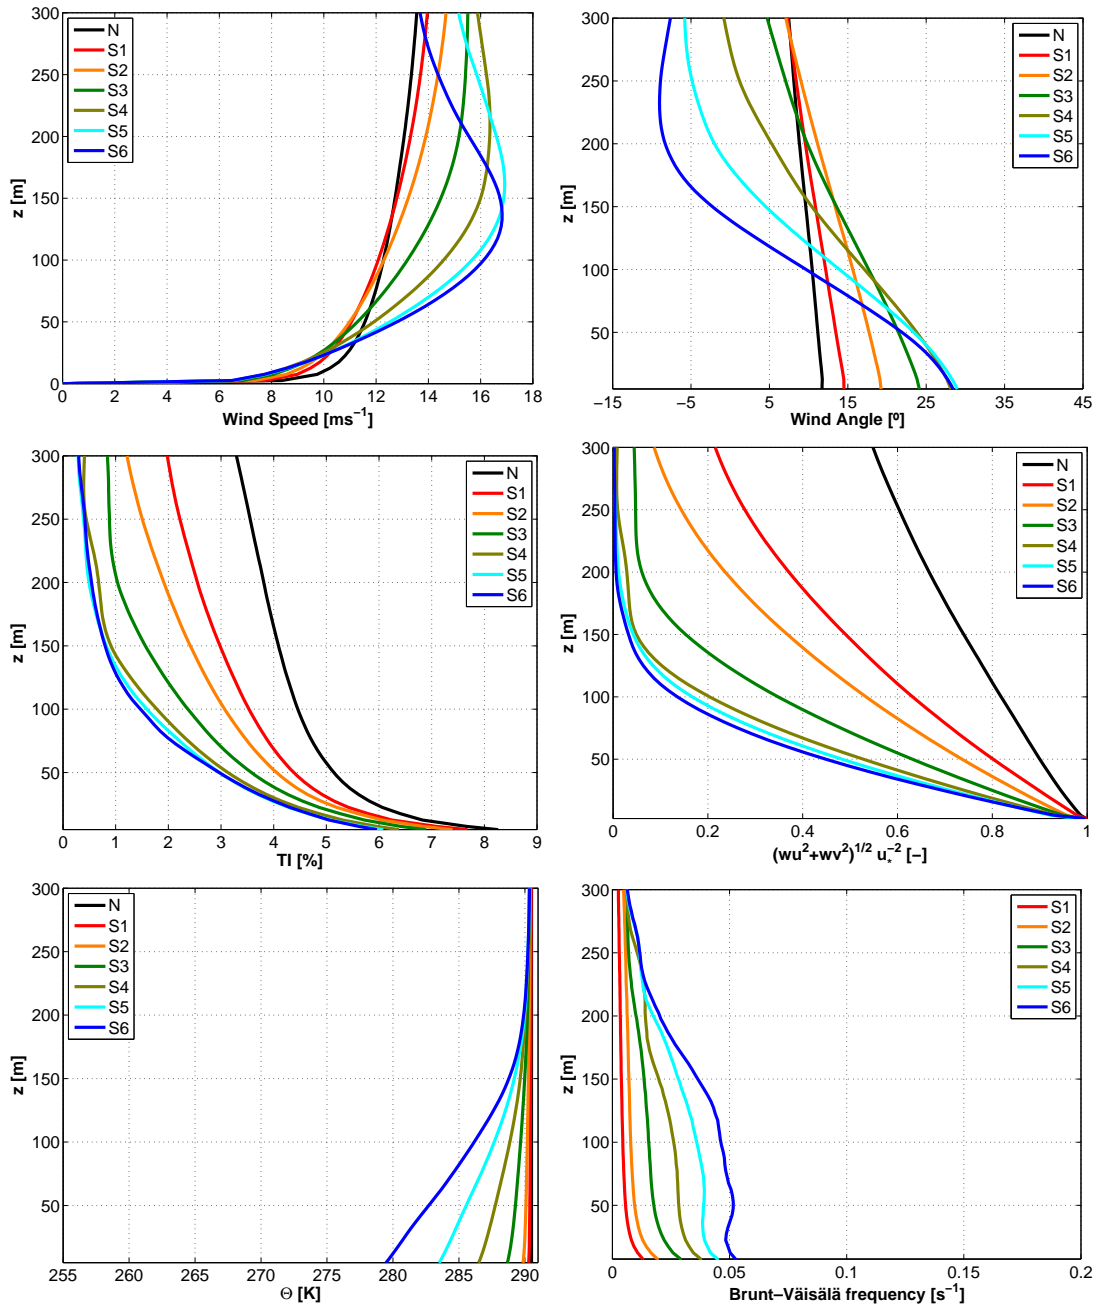 300
250
200
150
100
50
0
N
S1
S2
S3
S4
S5
S6
z [m]
0 2 4 6 8 10 12 14 16 18
Wind Speed [ms⁻¹]
300
250
200
150
100
50
N
S1
S2
S3
S4
S5
S6
z [m]
−15 −5 5 15 25 35 45
Wind Angle [º]
300
250
200
150
100
50
N
S1
S2
S3
S4
S5
S6
z [m]
0 1 2 3 4 5 6 7 8 9
TI [%]
300
250
200
150
100
50
N
S1
S2
S3
S4
S5
S6
z [m]
0 0.2 0.4 0.6 0.8 1
(wu²+wv²)^1/2 u_*^−2 [−]
300
250
200
150
100
50
N
S1
S2
S3
S4
S5
S6
z [m]
255 260 265 270 275 280 285 290
Θ [K]
300
250
200
150
100
50
S1
S2
S3
S4
S5
S6
z [m]
0 0.05 0.1 0.15 0.2
Brunt−Väisälä frequency [s⁻¹]